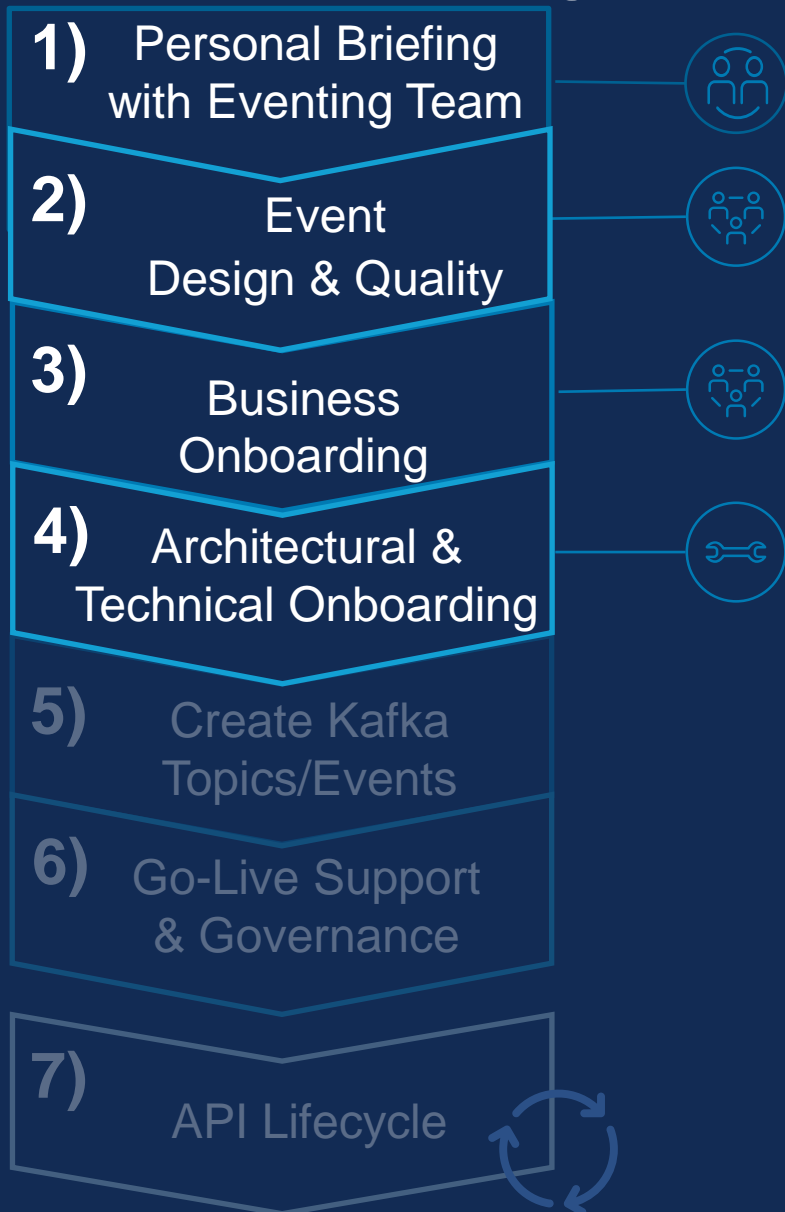 1) Personal Briefing
with Eventing Team
2) Event
Design & Quality
3) Business
Onboarding
4) Architectural &
Technical Onboarding
5) Create Kafka
Topics/Events
6) Go-Live Support
& Governance
7) API Lifecycle